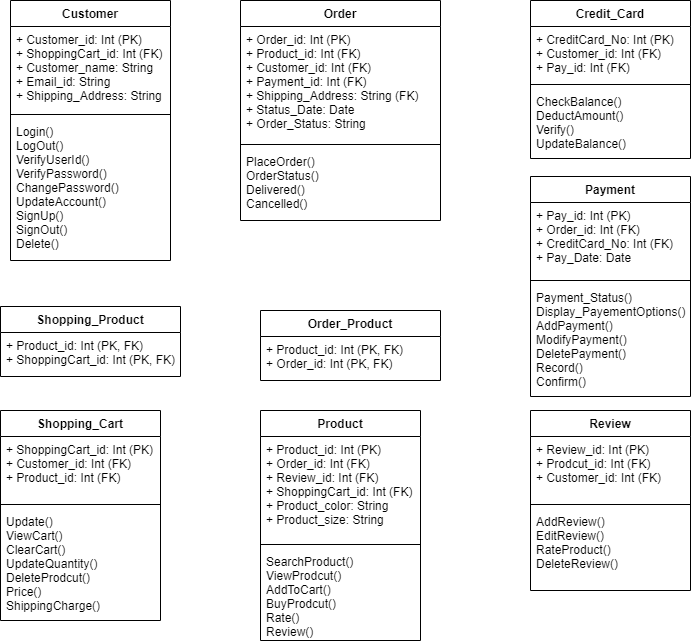 Customer
+ Customer_id: Int (PK)
+ ShoppingCart_id: Int (FK)
+ Customer_name: String
+ Email_id: String
+ Shipping_Address: String
Login()
LogOut()
VerifyUserId()
VerifyPassword()
ChangePassword()
UpdateAccount()
SignUp()
SignOut()
Delete()
Order
+ Order_id: Int (PK)
+ Product_id: Int (FK)
+ Customer_id: Int (FK)
+ Payment_id: Int (FK)
+ Shipping_Address: String (FK)
+ Status_Date: Date
+ Order_Status: String
PlaceOrder()
OrderStatus()
Delivered()
Cancelled()
Credit_Card
+ CreditCard_No: Int (PK)
+ Customer_id: Int (FK)
+ Pay_id: Int (FK)
CheckBalance()
DeductAmount()
Verify()
UpdateBalance()
Payment
+ Pay_id: Int (PK)
+ Order_id: Int (FK)
+ CreditCard_No: Int (FK)
+ Pay_Date: Date
Payment_Status()
Display_PayementOptions()
AddPayment()
ModifyPayment()
DeletePayment()
Record()
Confirm()
Shopping_Product
+ Product_id: Int (PK, FK)
+ ShoppingCart_id: Int (PK, FK)
Order_Product
+ Product_id: Int (PK, FK)
+ Order_id: Int (PK, FK)
Shopping_Cart
+ ShoppingCart_id: Int (PK)
+ Customer_id: Int (FK)
+ Product_id: Int (FK)
Update()
ViewCart()
ClearCart()
UpdateQuantity()
DeleteProdcut()
Price()
ShippingCharge()
Product
+ Product_id: Int (PK)
+ Order_id: Int (FK)
+ Review_id: Int (FK)
+ ShoppingCart_id: Int (FK)
+ Product_color: String
+ Product_size: String
SearchProduct()
ViewProdcut()
AddToCart()
BuyProdcut()
Rate()
Review()
Review
+ Review_id: Int (PK)
+ Prodcut_id: Int (FK)
+ Customer_id: Int (FK)
AddReview()
EditReview()
RateProduct()
DeleteReview()